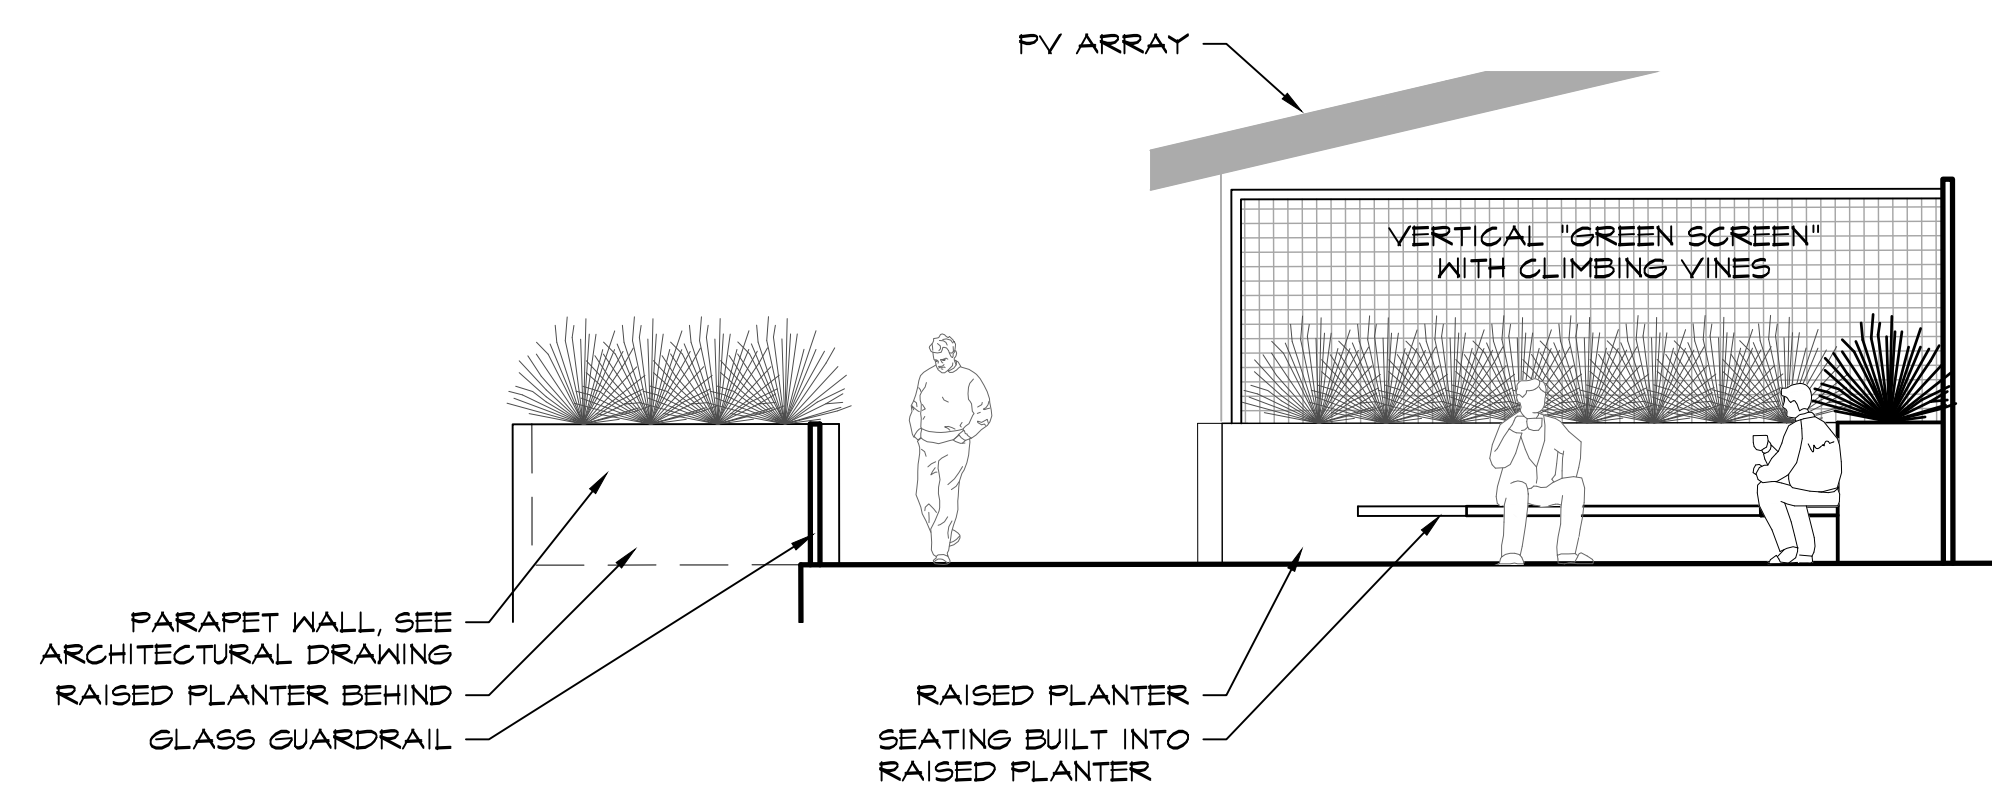 PV ARRAY
VERTICAL "GREEN SCREEN"
WITH CLIMBING VINES
PARAPET WALL, SEE
ARCHITECTURAL DRAWING
RAISED PLANTER BEHIND
GLASS GUARDRAIL
RAISED PLANTER
SEATING BUILT INTO
RAISED PLANTER